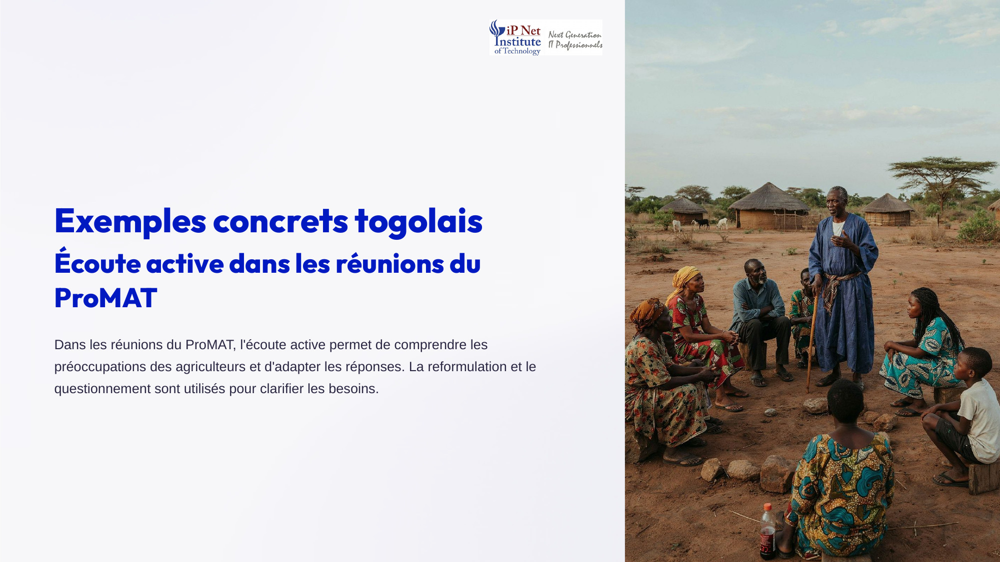 iP Net
Institute
of Technology
Next Generation
IT Professionnels
Exemples concrets togolais
Écoute active dans les réunions du
ProMAT
Dans les réunions du ProMAT, l'écoute active permet de comprendre les
préoccupations des agriculteurs et d'adapter les réponses. La reformulation et le
questionnement sont utilisés pour clarifier les besoins.